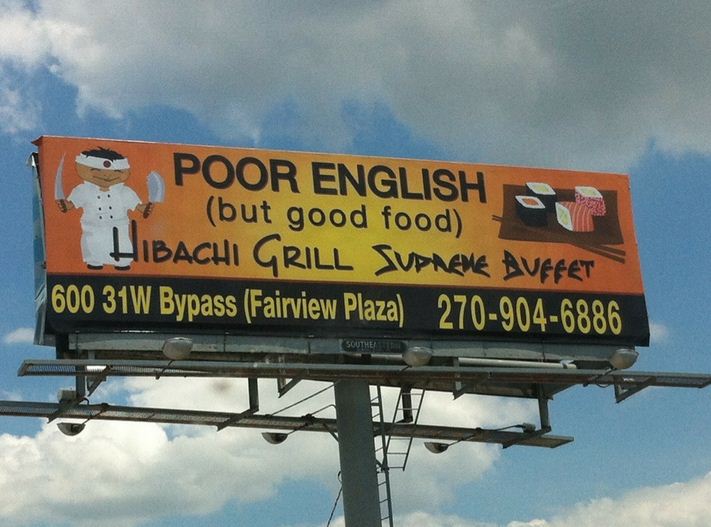 POOR ENGLISH
(but good food)
HIBACHI GRILL SUPREME BUFFET
600 31W Bypass (Fairview Plaza) 270-904-6886